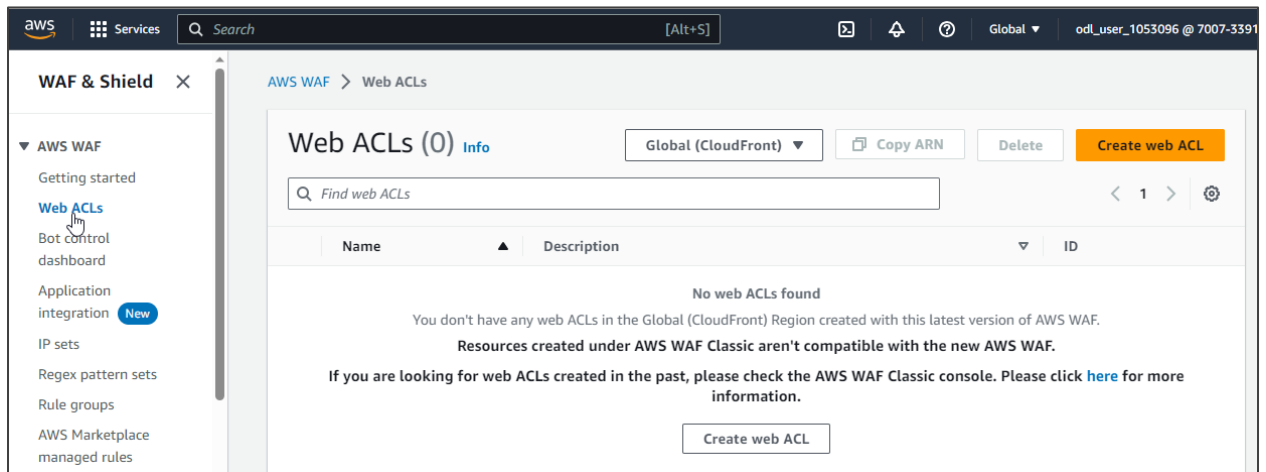 aws
Services
Search
[Alt+S]
Global ▼
odl_user_1053096 @ 7007-3391
WAF & Shield
AWS WAF > Web ACLs
▼ AWS WAF
Getting started
Web ACLs
Bot control
dashboard
Application
integration New
IP sets
Regex pattern sets
Rule groups
AWS Marketplace
managed rules
Web ACLs (0) Info
Global (CloudFront) ▼
Copy ARN
Delete
Create web ACL
Find web ACLs
< 1 >
Name ▲
Description
ID
No web ACLs found
You don't have any web ACLs in the Global (CloudFront) Region created with this latest version of AWS WAF.
Resources created under AWS WAF Classic aren't compatible with the new AWS WAF.
If you are looking for web ACLs created in the past, please check the AWS WAF Classic console. Please click here for more
information.
Create web ACL